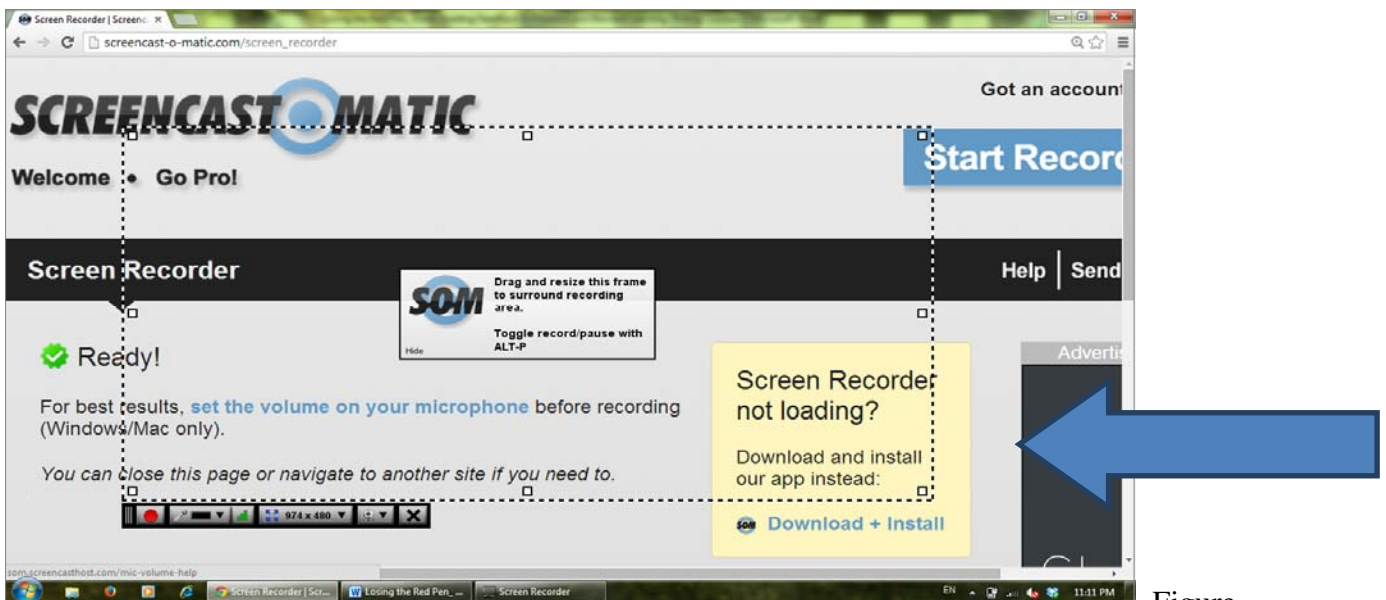 Screen Recorder | Screenc
screencast-o-matic.com/screen_recorder
SCREENCAST O MATIC
Got an account
Start Record
Welcome • Go Pro!
Screen Recorder
Help | Send
SOM
Drag and resize this frame
to surround recording
area.
Toggle record/pause with
ALT-P
Hide
Ready!
For best results, set the volume on your microphone before recording
(Windows/Mac only).
You can close this page or navigate to another site if you need to.
Screen Recorder
not loading?
Download and install
our app instead:
SOM Download + Install
Adverti
974 x 480
som.screencasthost.com/mic-volume-help
Screen Recorder | Scr...
Losing the Red Pen_ ...
Screen Recorder
EN
11:11 PM
Figure